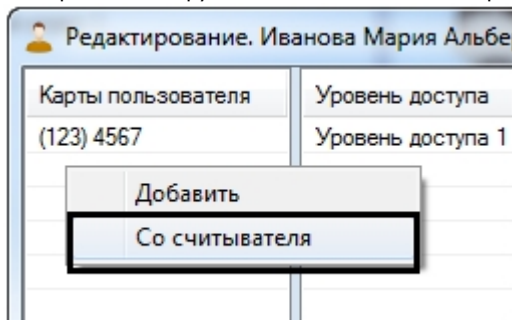 Редактирование. Иванова Мария Альбе
Карты пользователя Уровень доступа
(123) 4567 Уровень доступа 1
Добавить
Со считывателя